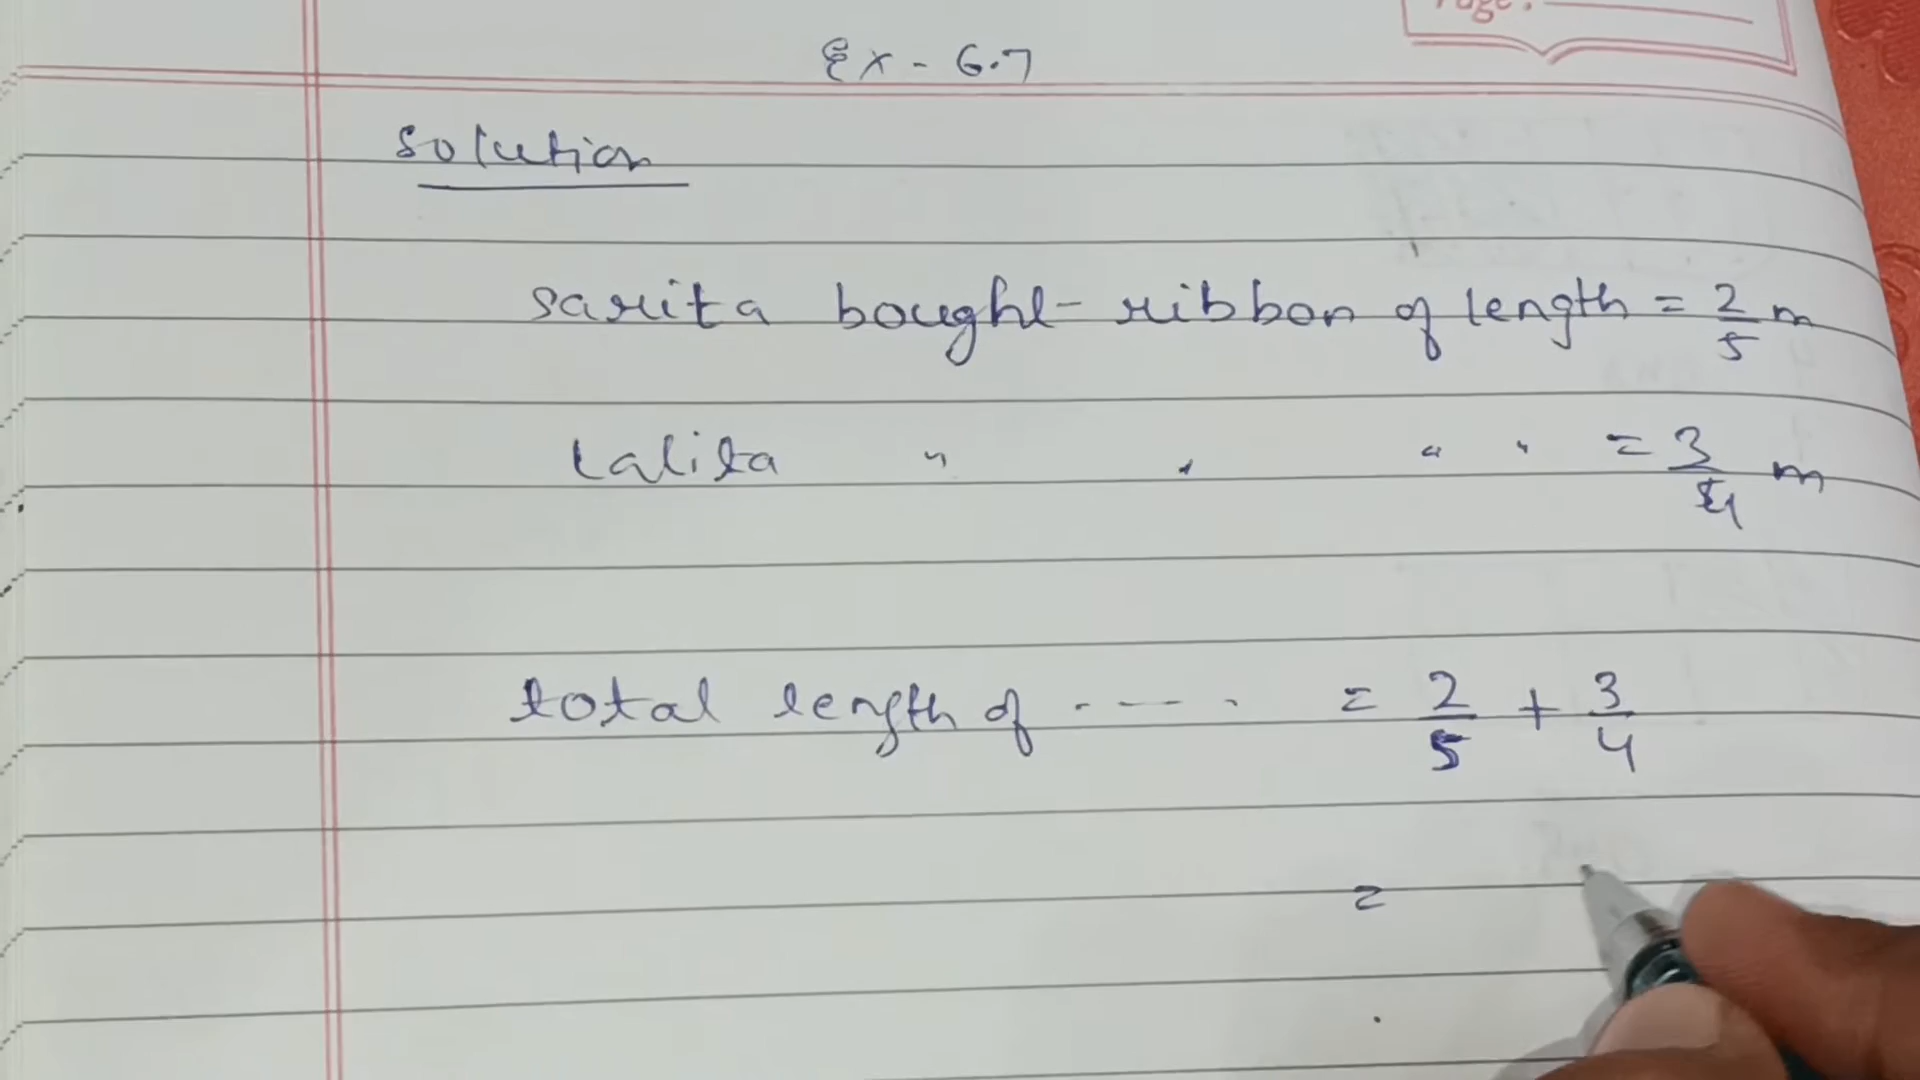 Page:
Ex - 6.7
Solution
Sarita bought ribbon of length = 2/5 m
Lalita " " " " = 3/4 m
total length of ---- = 2/5 + 3/4
=